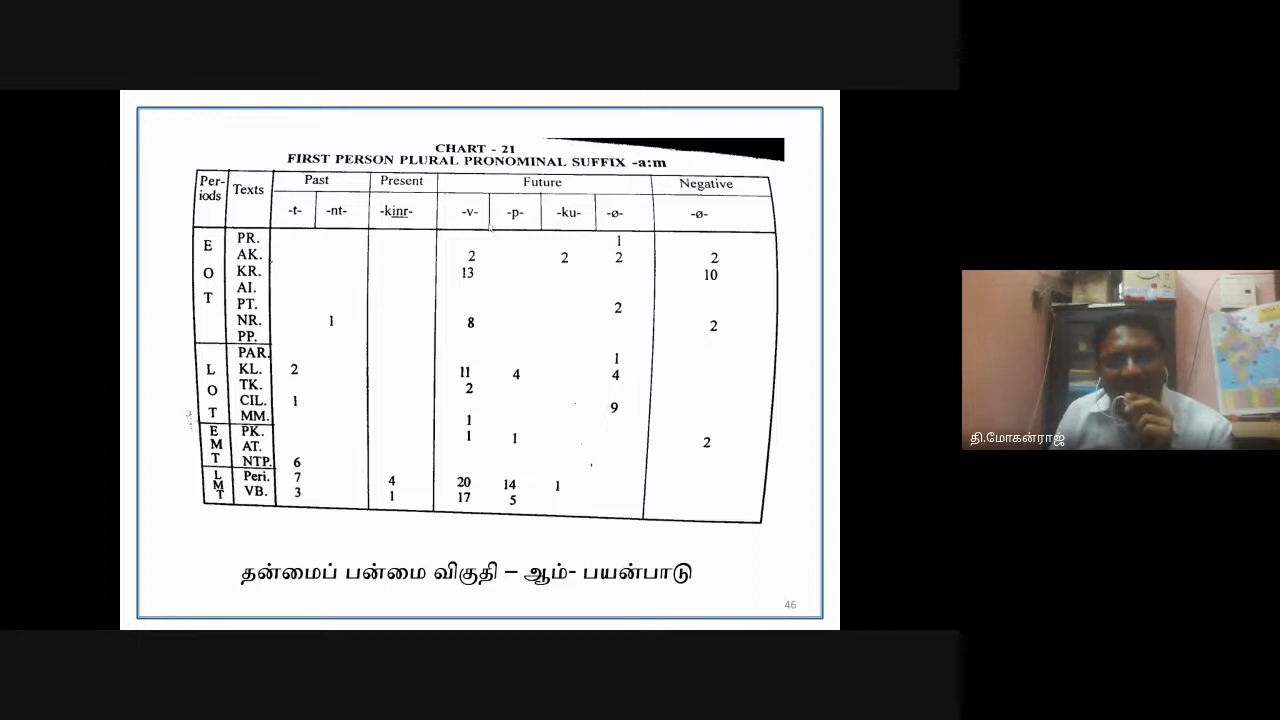 CHART - 21
FIRST PERSON PLURAL PRONOMINAL SUFFIX -a:m
Per-iods Texts Past Present Future Negative
-t- -nt- -kinr- -v- -p- -ku- -ø- -ø-
E O T
PR. 1
AK. 2 2 2 2
KR. 13 10
AI.
PT. 2
NR. 1 8 2
PP.
L O T
PAR. 1
KL. 2 11 4 4
TK. 2
CIL. 1 9
MM. 1
E M T
PK. 1 1 2
AT.
NTP. 6
L M T
Peri. 7 4 20 14 1
VB. 3 1 17 5
தன்மைப் பன்மை விகுதி – ஆம்- பயன்பாடு
46
தி.மோகன்ராஜ்